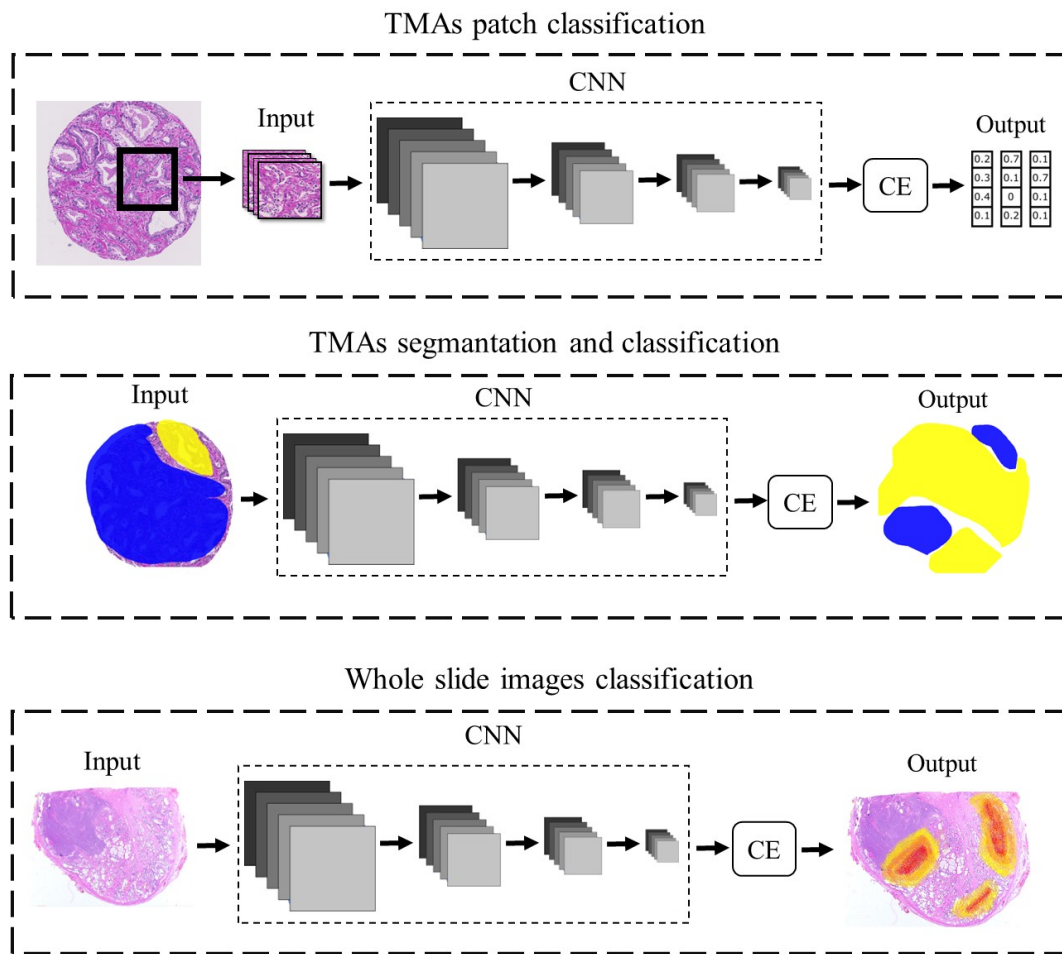 TMAs patch classification
CNN
Input
Output
CE
0.2 0.7 0.1
0.3 0.1 0.7
0.4 0 0.1
0.1 0.2 0.1
TMAs segmantation and classification
Input
CNN
Output
CE
Whole slide images classification
CNN
Input
Output
CE